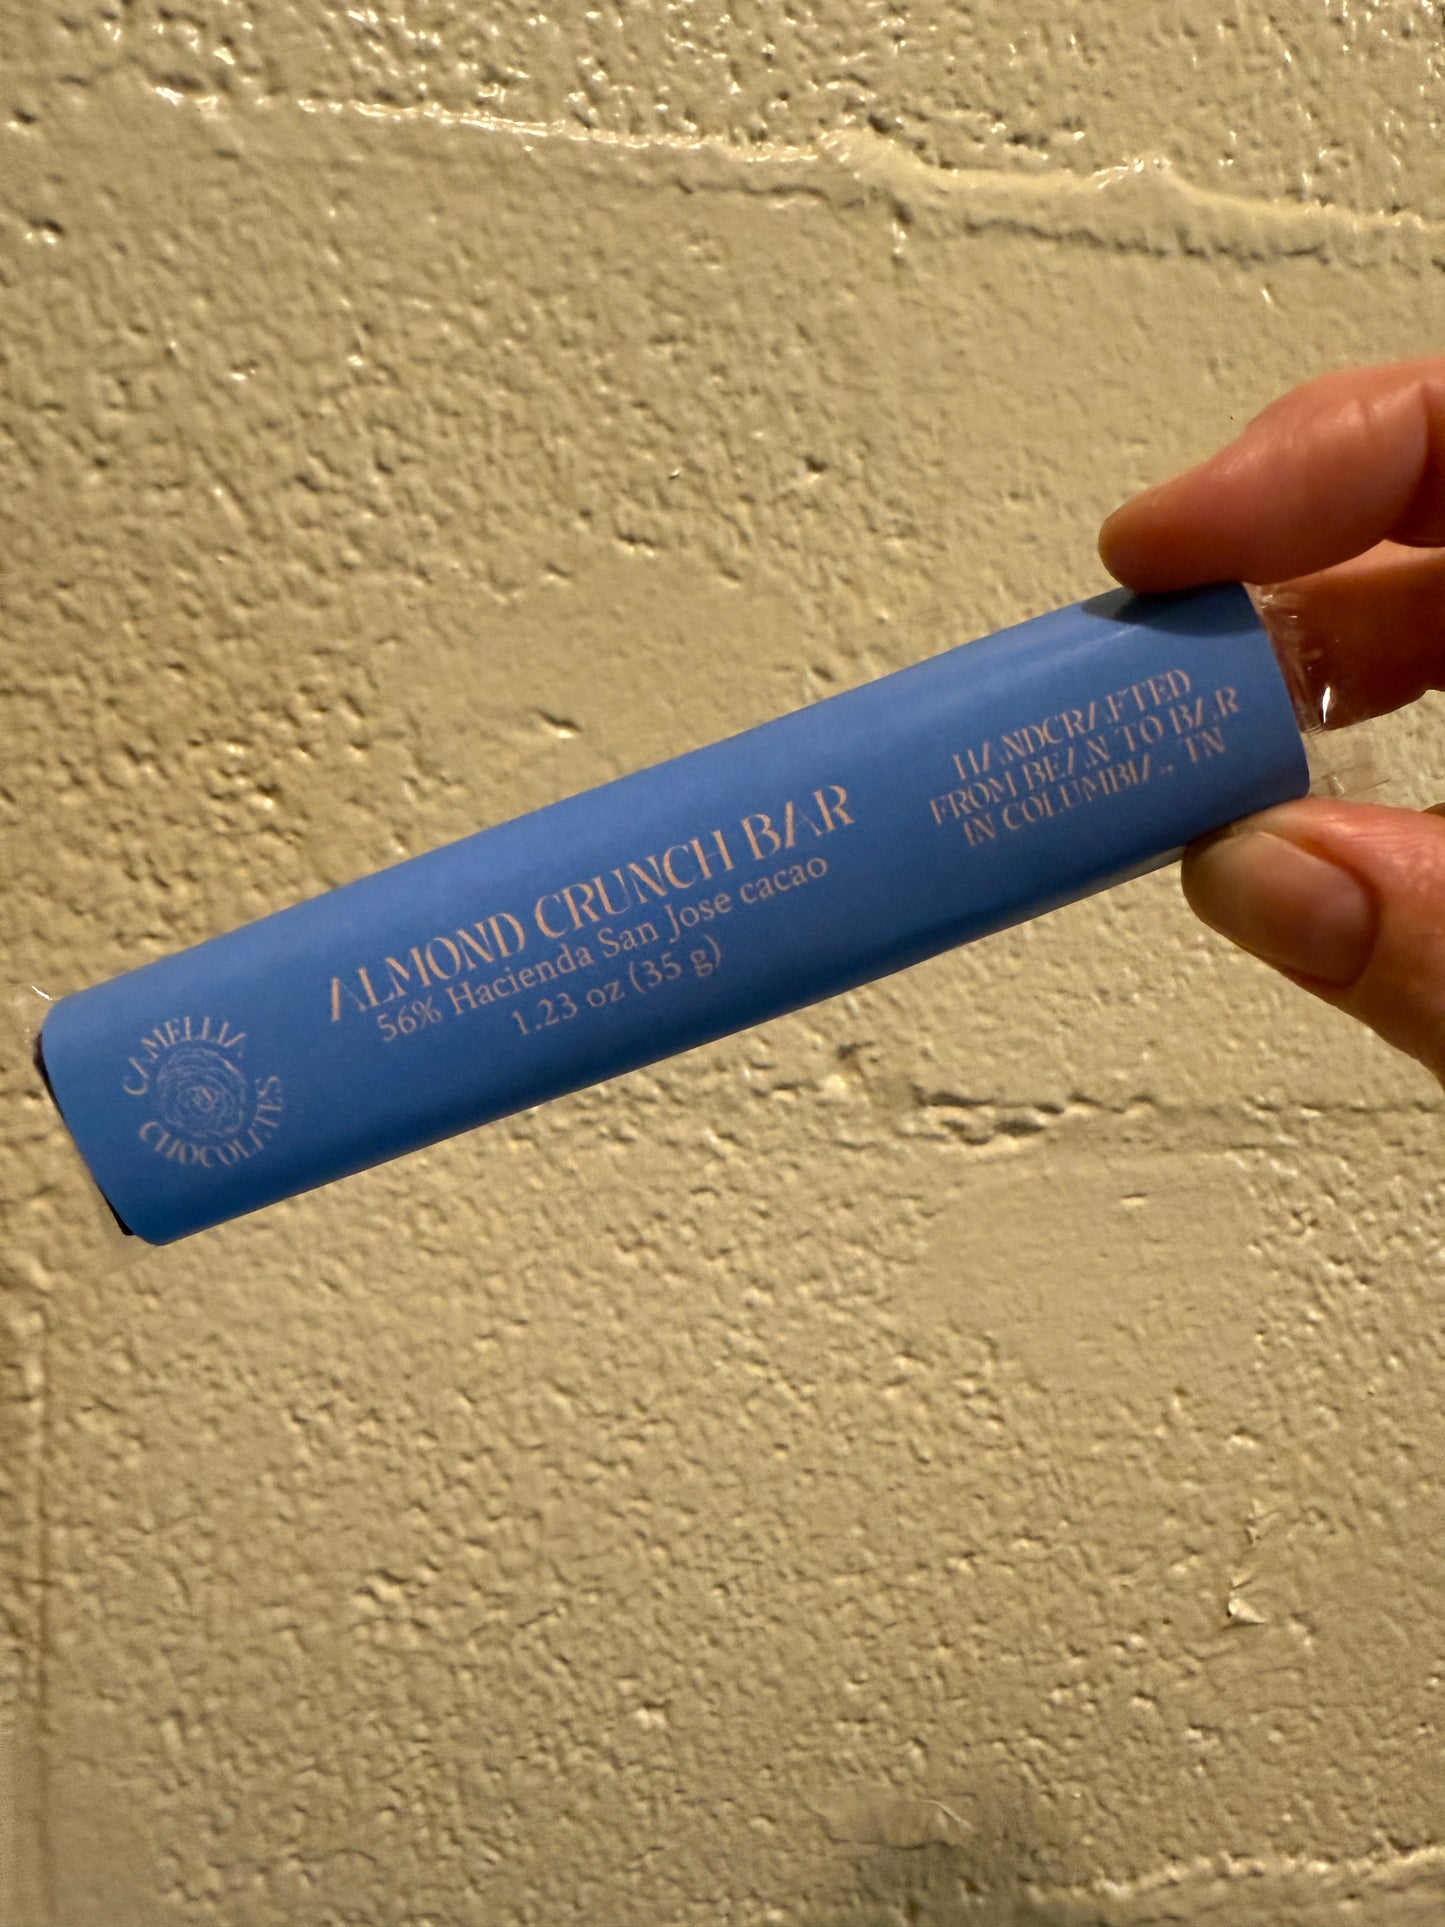 CAMELLIA
CHOCOLATES
ALMOND CRUNCH BAR
56% Hacienda San Jose cacao
1.23 oz (35 g)
HANDCRAFTED
FROM BEAN TO BAR
IN COLUMBIA, TN